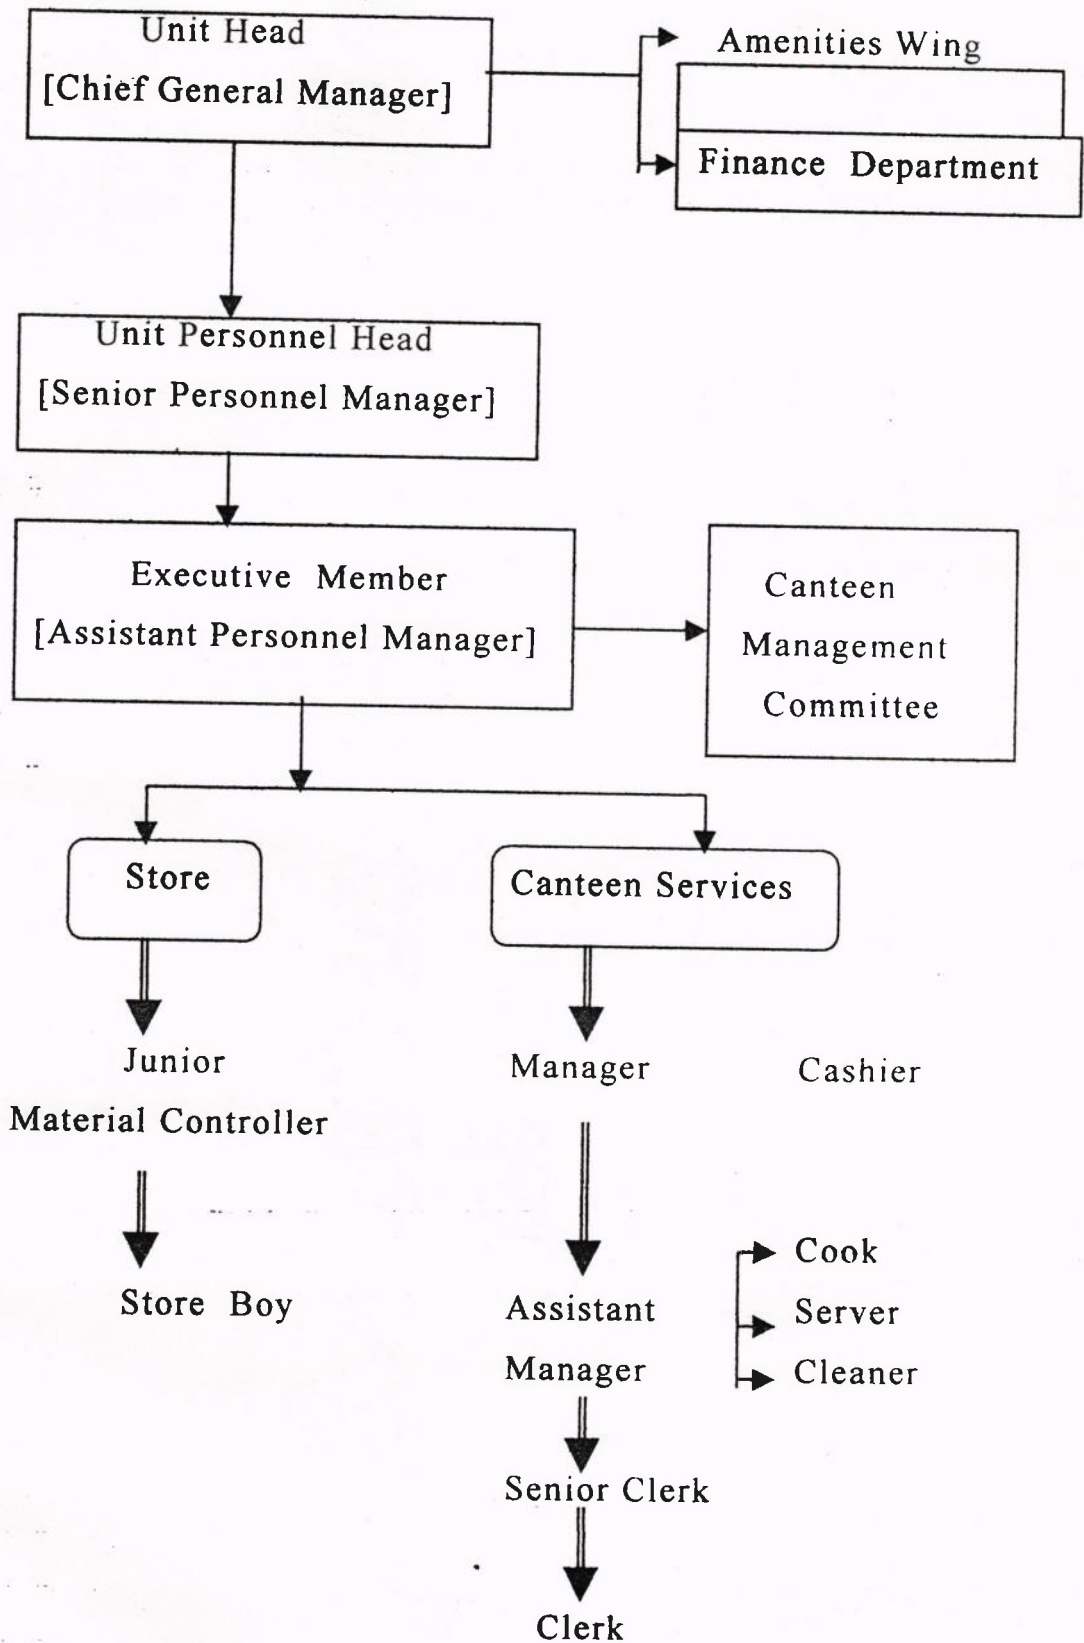 Unit Head
[Chief General Manager]
Amenities Wing
Finance Department
Unit Personnel Head
[Senior Personnel Manager]
Executive Member
[Assistant Personnel Manager]
Canteen
Management
Committee
Store
Canteen Services
Junior
Material Controller
Manager
Cashier
Store Boy
Assistant
Manager
Cook
Server
Cleaner
Senior Clerk
Clerk